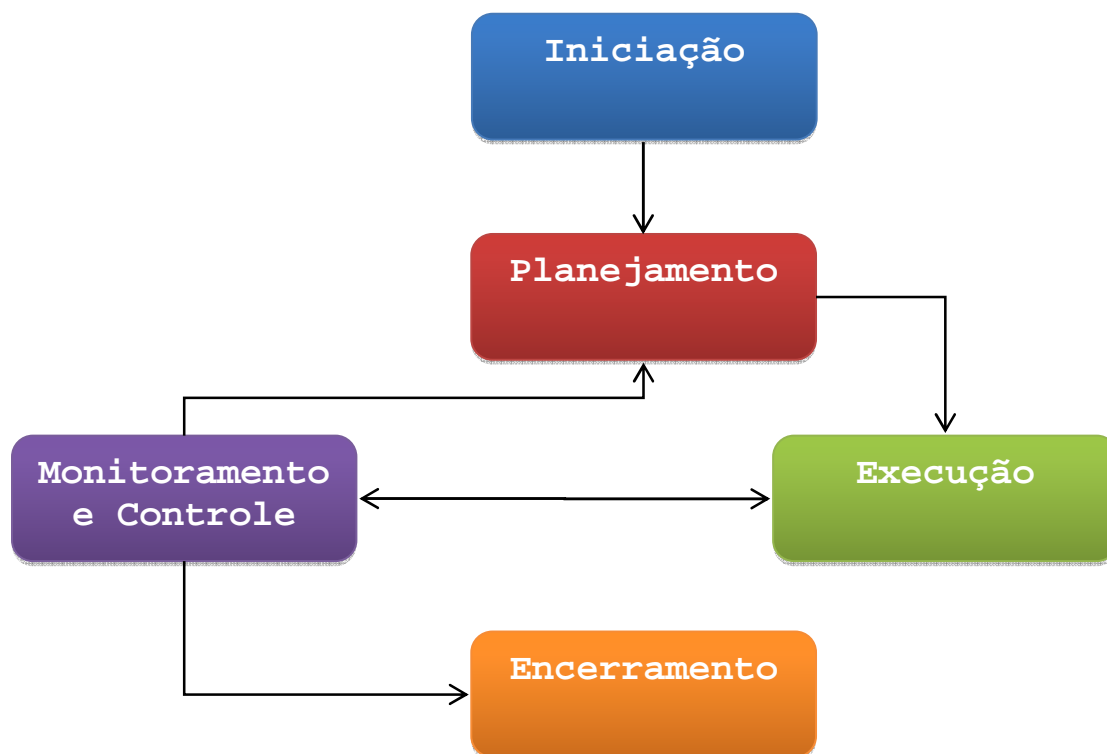 Iniciação
Planejamento
Monitoramento
e Controle
Execução
Encerramento